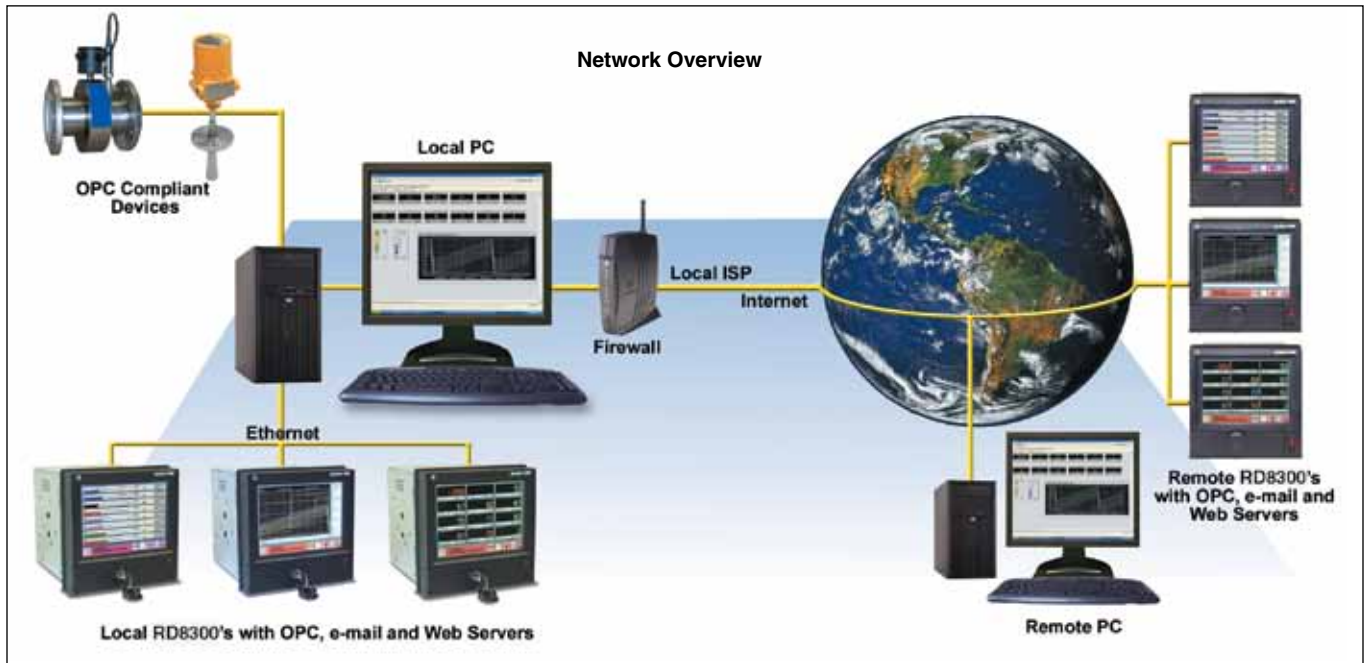 Network Overview
OPC Compliant
Devices
Local PC
Local ISP
Internet
Firewall
Ethernet
Local RD8300's with OPC, e-mail and Web Servers
Remote RD8300's
with OPC, e-mail and
Web Servers
Remote PC